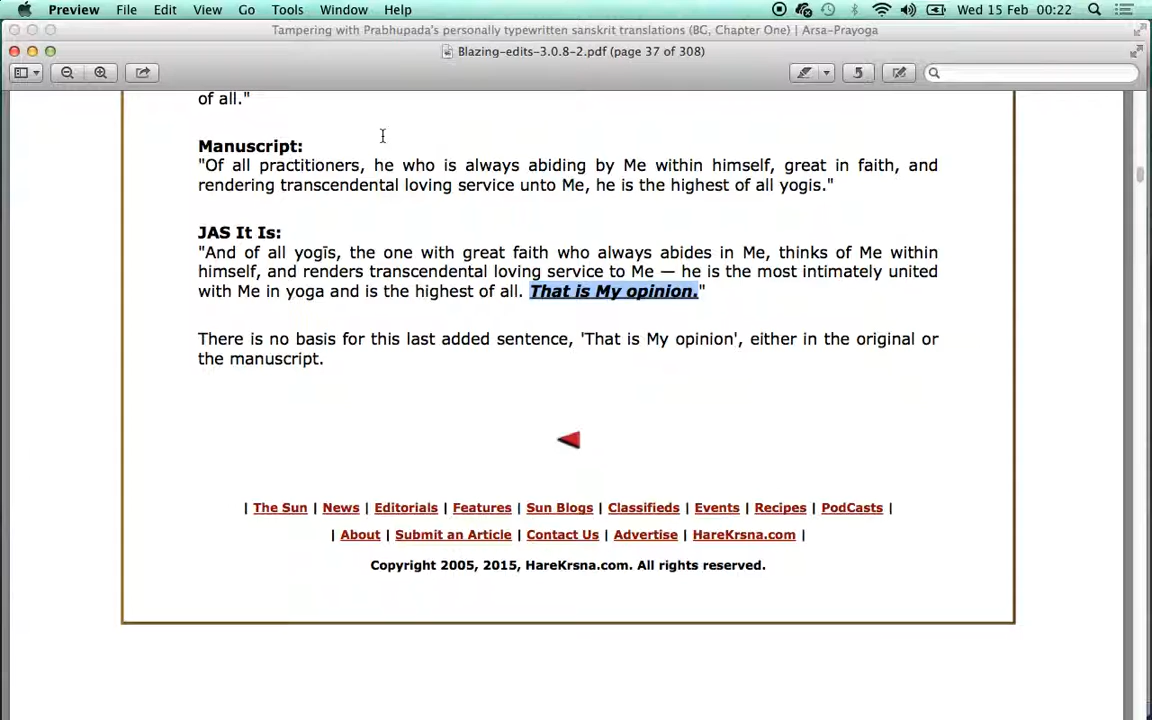 Preview File Edit View Go Tools Window Help Wed 15 Feb 00:22
Tampering with Prabhupada's personally typewritten sanskrit translations (BG, Chapter One) | Arsa-Prayoga
Blazing-edits-3.0.8-2.pdf (page 37 of 308)
of all."
Manuscript:
"Of all practitioners, he who is always abiding by Me within himself, great in faith, and
rendering transcendental loving service unto Me, he is the highest of all yogis."
JAS It Is:
"And of all yogīs, the one with great faith who always abides in Me, thinks of Me within
himself, and renders transcendental loving service to Me — he is the most intimately united
with Me in yoga and is the highest of all. That is My opinion."
There is no basis for this last added sentence, 'That is My opinion', either in the original or
the manuscript.
| The Sun | News | Editorials | Features | Sun Blogs | Classifieds | Events | Recipes | PodCasts |
| About | Submit an Article | Contact Us | Advertise | HareKrsna.com |
Copyright 2005, 2015, HareKrsna.com. All rights reserved.